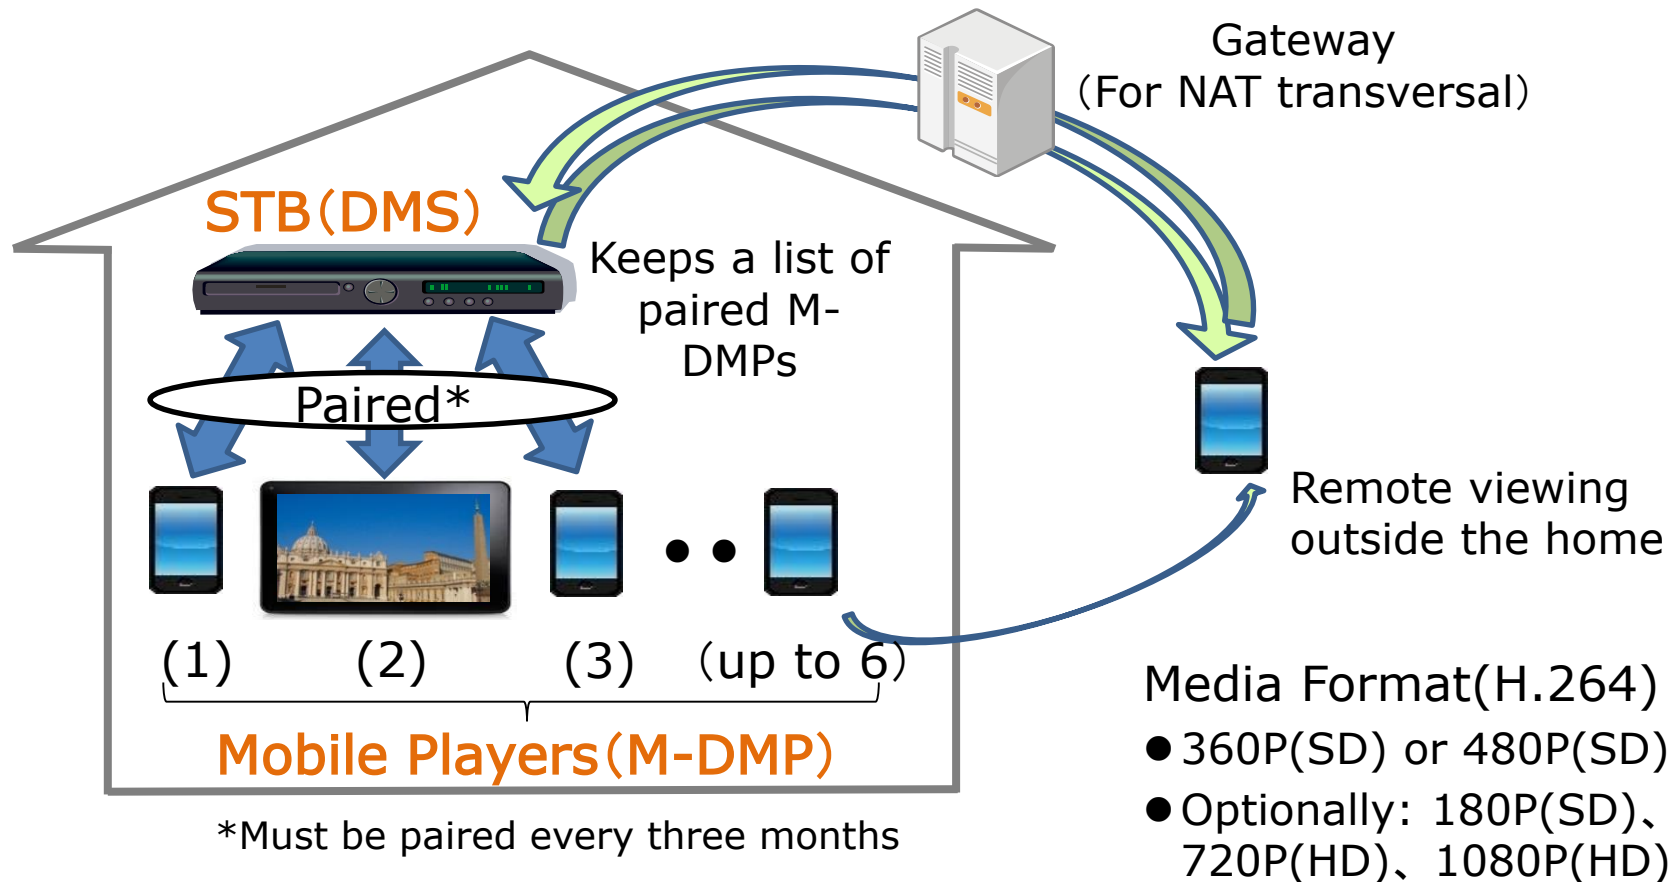 Gateway
（For NAT transversal）
STB（DMS）
Keeps a list of
paired M-
DMPs
Paired*
Remote viewing
outside the home
(1) (2) (3) （up to 6）
Mobile Players（M-DMP）
*Must be paired every three months
Media Format(H.264)
●360P(SD) or 480P(SD)
●Optionally: 180P(SD)、
720P(HD)、1080P(HD)